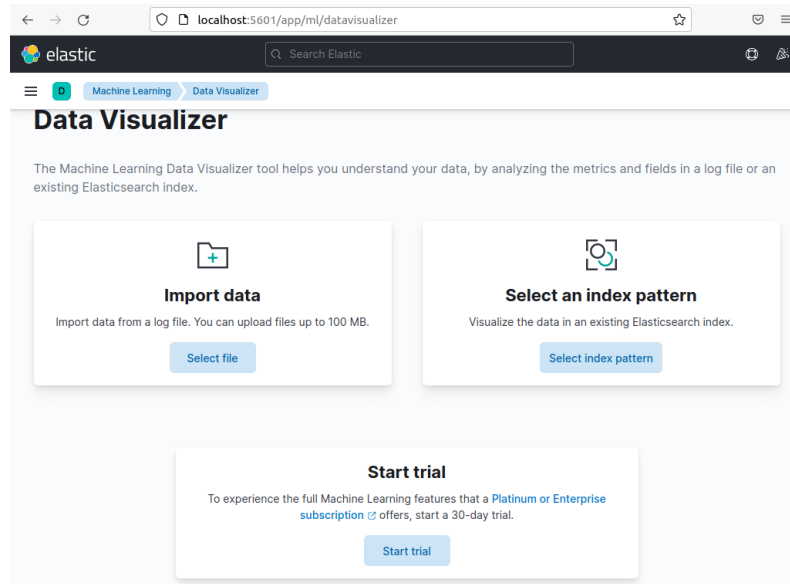 localhost:5601/app/ml/datavisualizer
elastic
Search Elastic
D
Machine Learning
Data Visualizer
Data Visualizer
The Machine Learning Data Visualizer tool helps you understand your data, by analyzing the metrics and fields in a log file or an
existing Elasticsearch index.
Import data
Import data from a log file. You can upload files up to 100 MB.
Select file
Select an index pattern
Visualize the data in an existing Elasticsearch index.
Select index pattern
Start trial
To experience the full Machine Learning features that a Platinum or Enterprise
subscription offers, start a 30-day trial.
Start trial